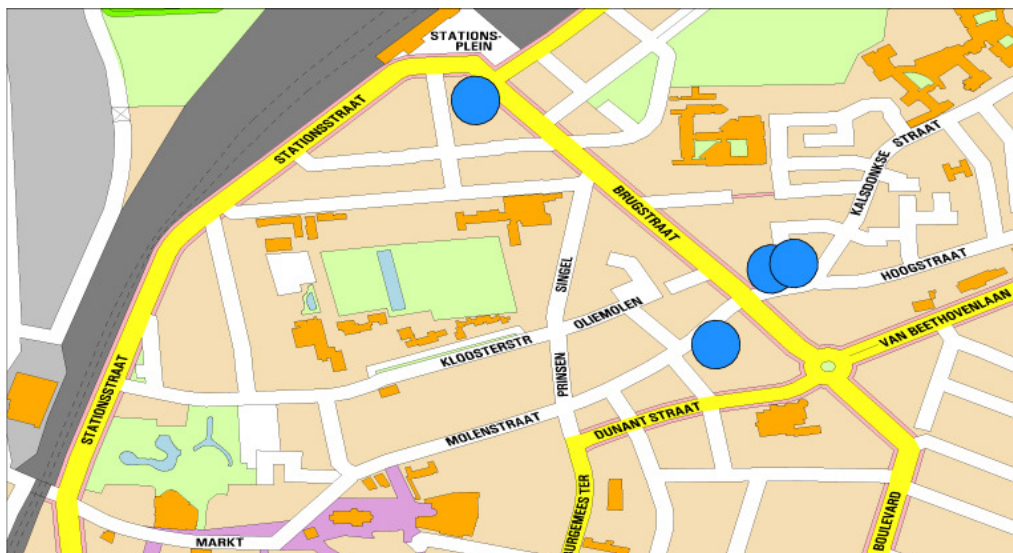 STATIONS-
PLEIN
STATIONSSTRAAT
KALSDONKSE STRAAT
BRUGSTRAAT
HOOGSTRAAT
SINGEL
OLIEMOLEN
VAN BEETHOVENLAAN
KLOOSTERSTR
PRINSEN
STATIONSSTRAAT
DUNANT STRAAT
MOLENSTRAAT
BURGEMEESTER
BOULEVARD
MARKT